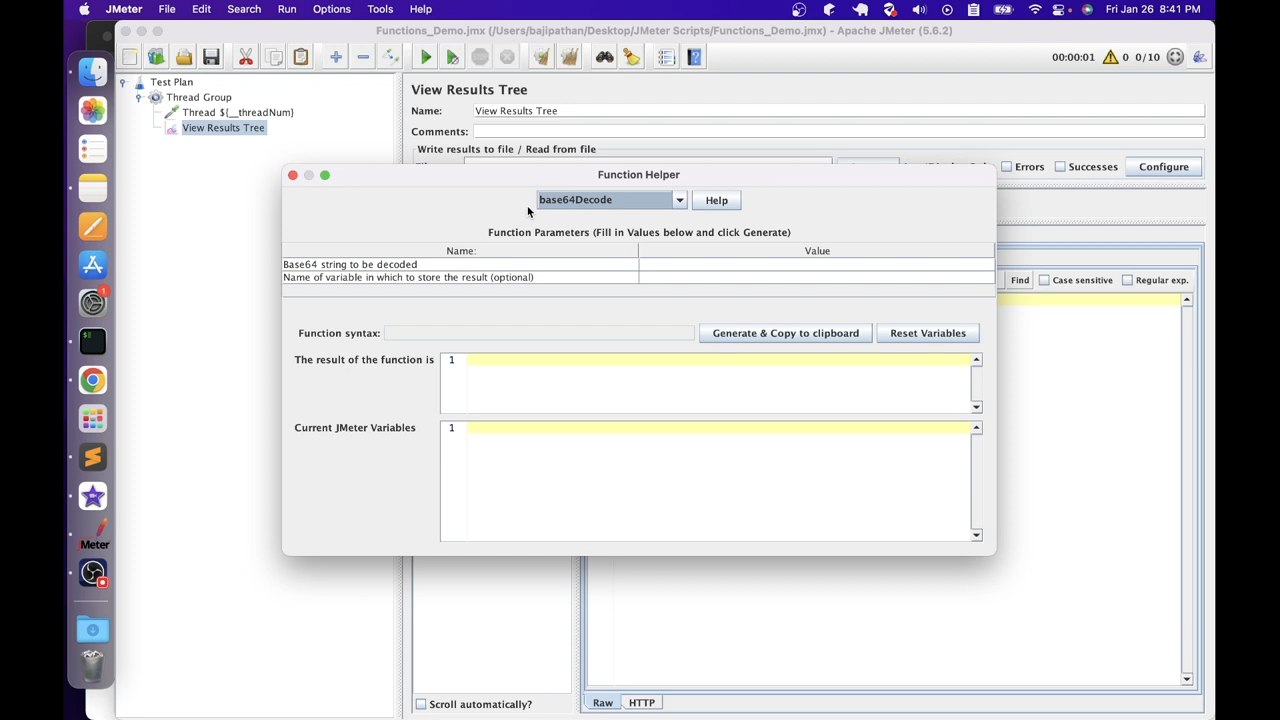 JMeter File Edit Search Run Options Tools Help Fri Jan 26 8:41 PM
Functions_Demo.jmx (/Users/bajipathan/Desktop/JMeter Scripts/Functions_Demo.jmx) - Apache JMeter (5.6.2)
00:00:01 0 0/10
Test Plan
Thread Group
Thread ${__threadNum}
View Results Tree
View Results Tree
Name: View Results Tree
Comments:
Write results to file / Read from file
Errors Successes Configure
Function Helper
base64Decode Help
Function Parameters (Fill in Values below and click Generate)
Name: Value
Base64 string to be decoded
Name of variable in which to store the result (optional)
Find Case sensitive Regular exp.
Function syntax: Generate & Copy to clipboard Reset Variables
The result of the function is 1
Current JMeter Variables 1
1
$
Meter
Scroll automatically?
Raw HTTP